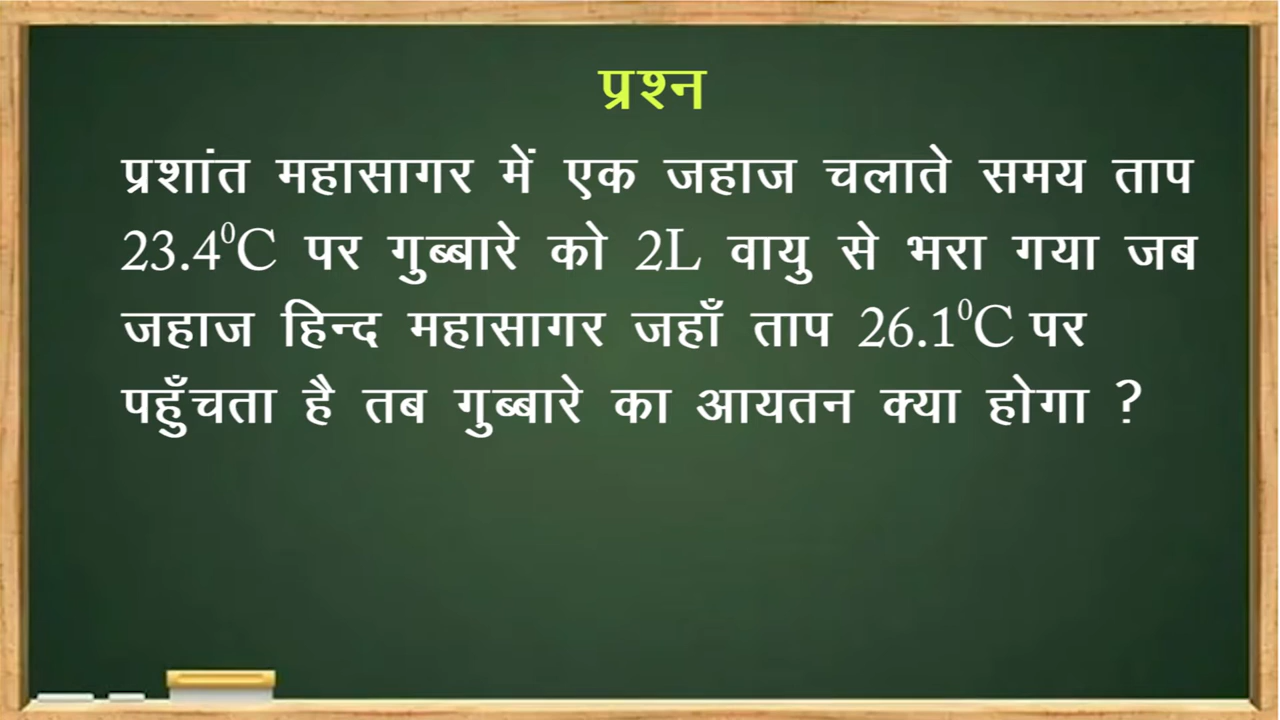 प्रश्न
प्रशांत महासागर में एक जहाज चलाते समय ताप
23.4⁰C पर गुब्बारे को 2L वायु से भरा गया जब
जहाज हिन्द महासागर जहाँ ताप 26.1⁰C पर
पहुँचता है तब गुब्बारे का आयतन क्या होगा ?